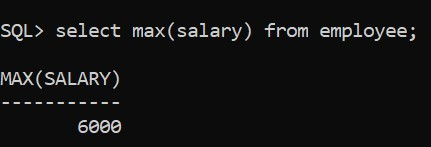 SQL> select max(salary) from employee;
MAX(SALARY)
-----------
6000